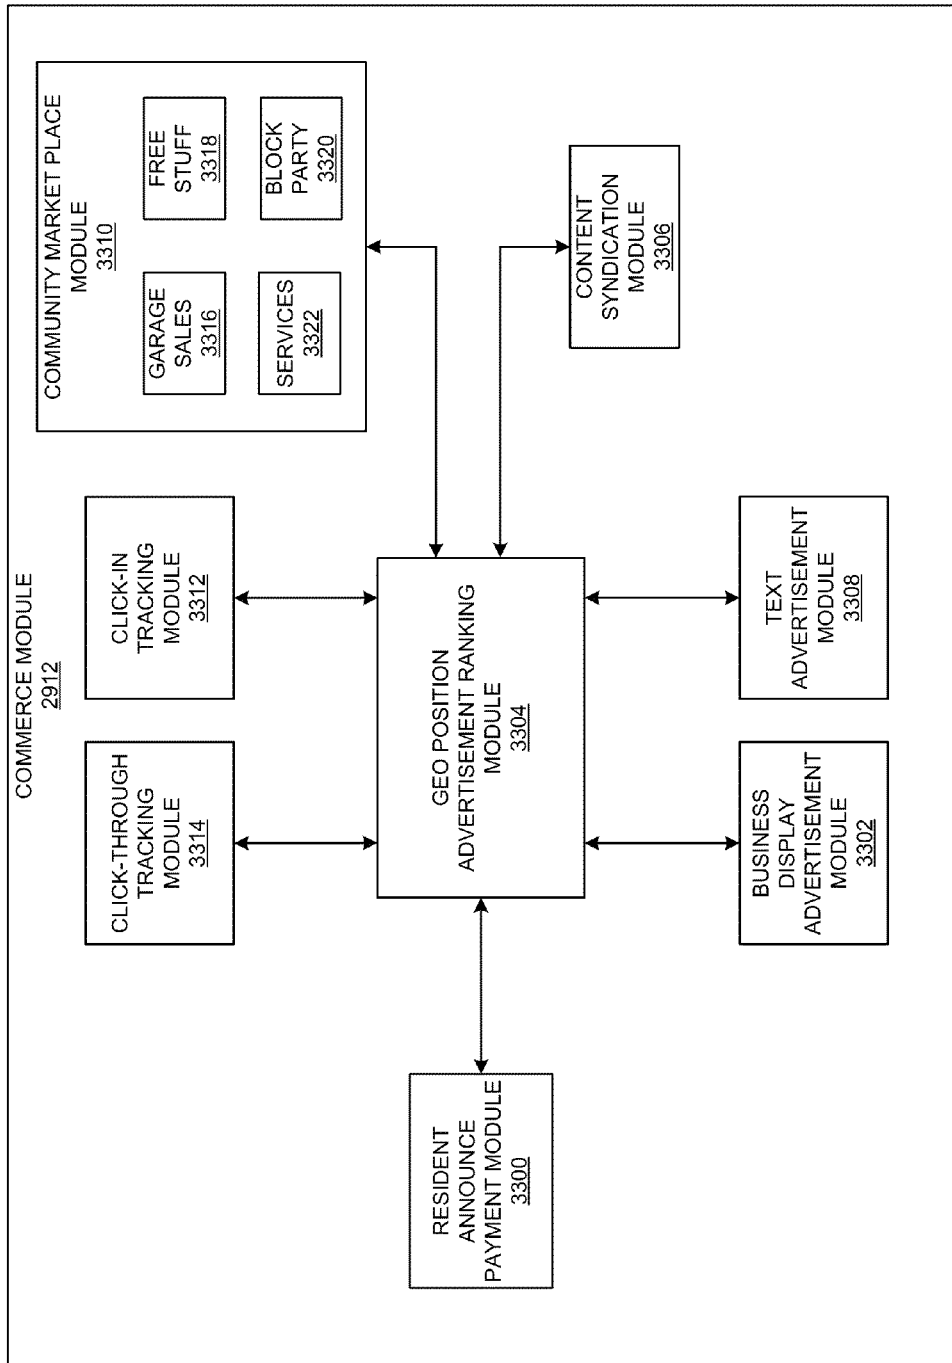 COMMERCE MODULE
2912
CLICK-THROUGH
TRACKING
MODULE
3314
CLICK-IN
TRACKING
MODULE
3312
COMMUNITY MARKET PLACE
MODULE
3310
GARAGE
SALES
3316
FREE
STUFF
3318
SERVICES
3322
BLOCK
PARTY
3320
RESIDENT
ANNOUNCE
PAYMENT MODULE
3300
GEO POSITION
ADVERTISEMENT RANKING
MODULE
3304
CONTENT
SYNDICATION
MODULE
3306
BUSINESS
DISPLAY
ADVERTISEMENT
MODULE
3302
TEXT
ADVERTISEMENT
MODULE
3308